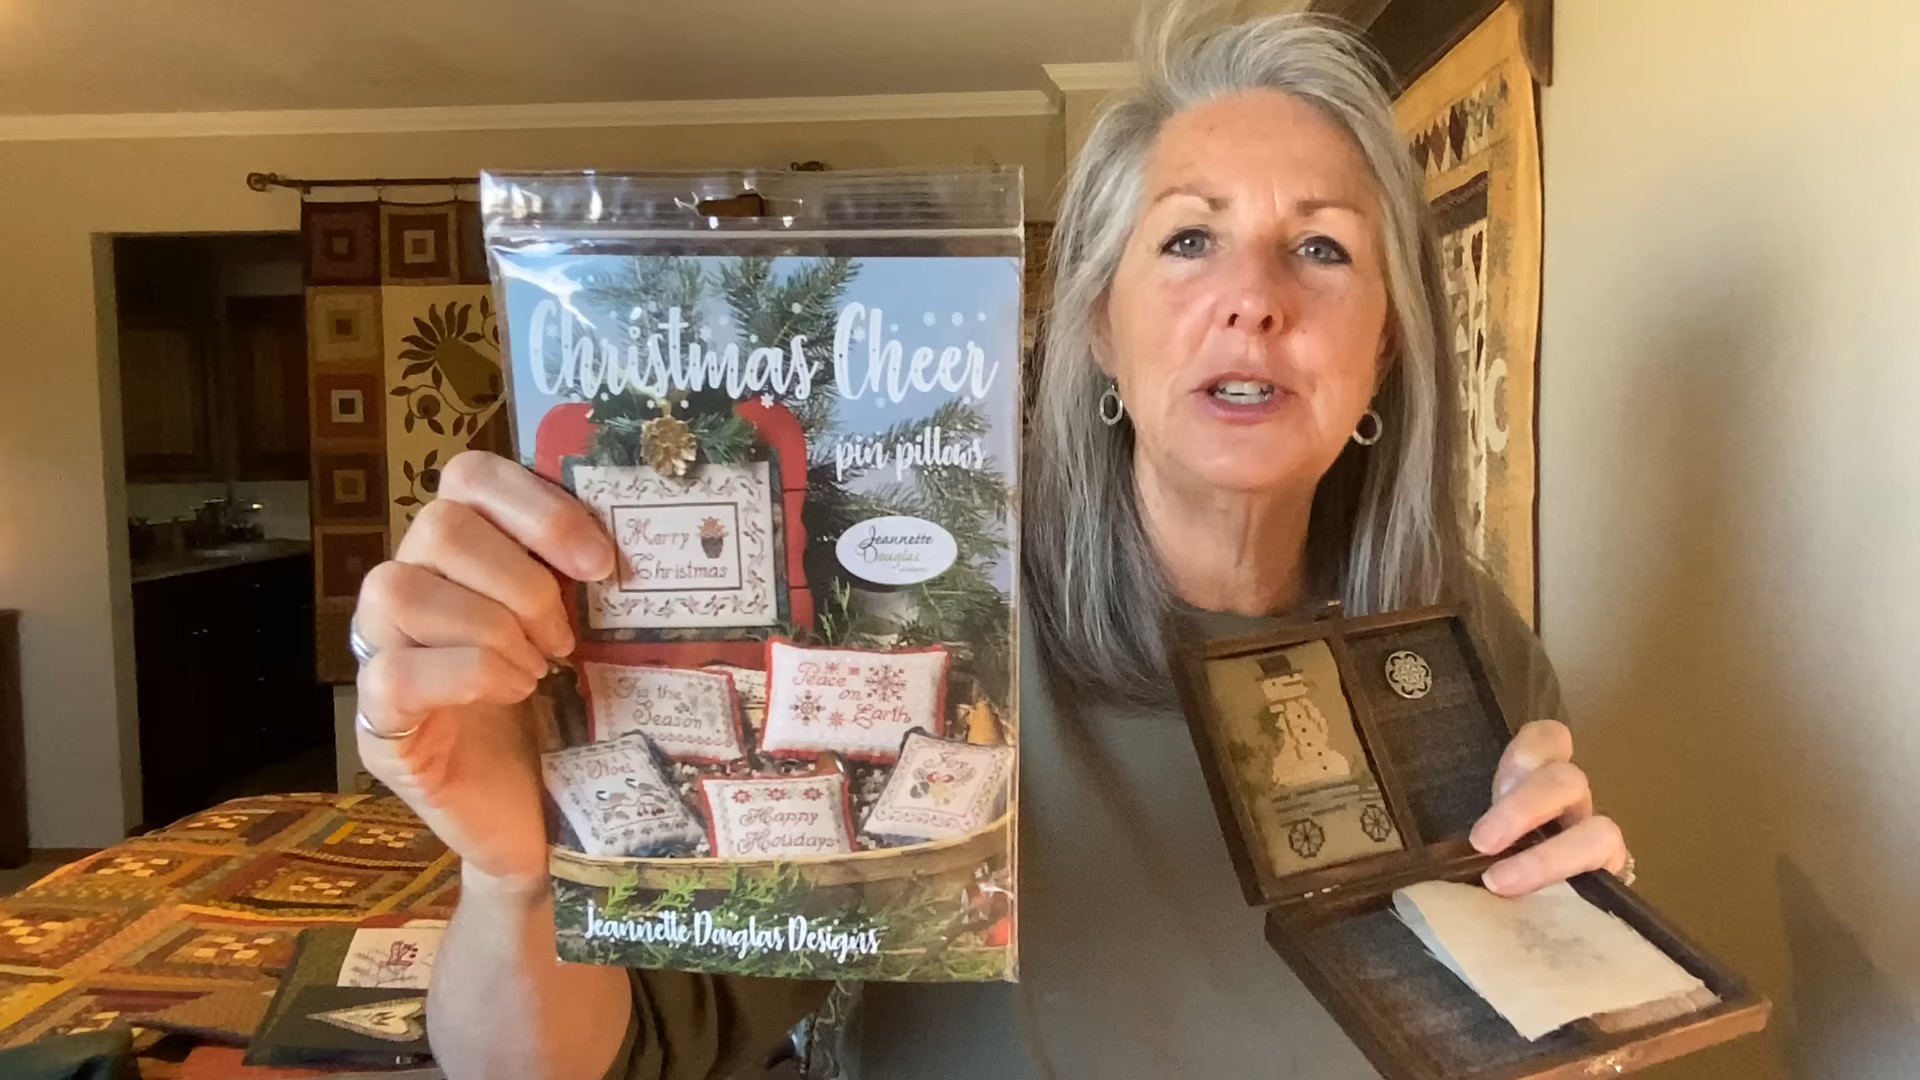 Christmas Cheer
pin pillows
Jeannette
Douglas
Merry
Christmas
'Tis the
Season
Peace
on
Earth
Noel
Joy
Happy
Holidays
Jeannette Douglas Designs